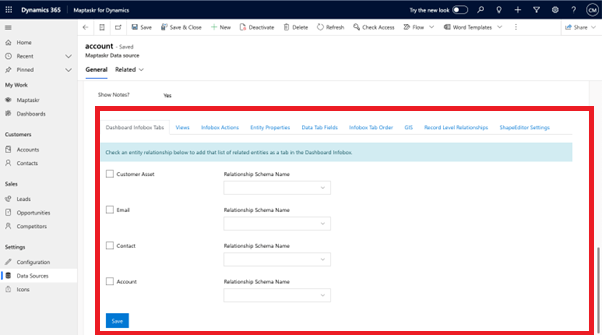 Dynamics 365 Maptaskr for Dynamics Try the new look CM
Save Save & Close New Deactivate Delete Refresh Check Access Flow Word Templates Share
Home
Recent
Pinned
My Work
Maptaskr
Dashboards
Customers
Accounts
Contacts
Sales
Leads
Opportunities
Competitors
Settings
Configuration
Data Sources
Icons
account - Saved
Maptaskr Data source
General Related
Show Notes? Yes
Dashboard Infobox Tabs Views Infobox Actions Entity Properties Data Tab Fields Infobox Tab Order GIS Record Level Relationships ShapeEditor Settings
Check an entity relationship below to add that list of related entities as a tab in the Dashboard Infobox.
Customer Asset Relationship Schema Name
Email Relationship Schema Name
Contact Relationship Schema Name
Account Relationship Schema Name
Save